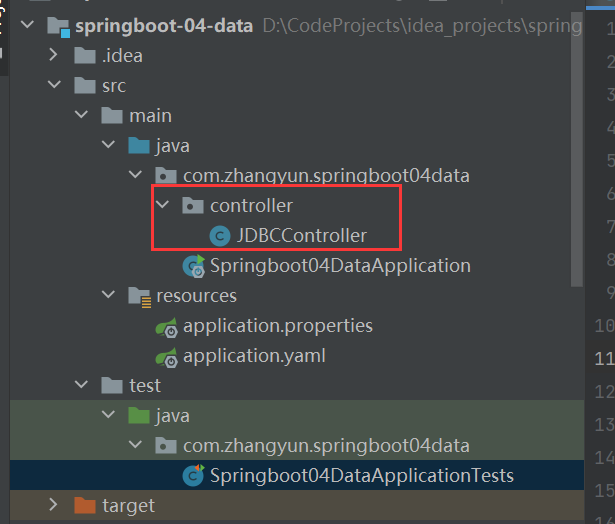 springboot-04-data D:\CodeProjects\idea_projects\spring
.idea
src
main
java
com.zhangyun.springboot04data
controller
JDBCController
Springboot04DataApplication
resources
application.properties
application.yaml
test
java
com.zhangyun.springboot04data
Springboot04DataApplicationTests
target
1
2
3
4
5
6
7
8
9
10
11
12
13
14
15
16